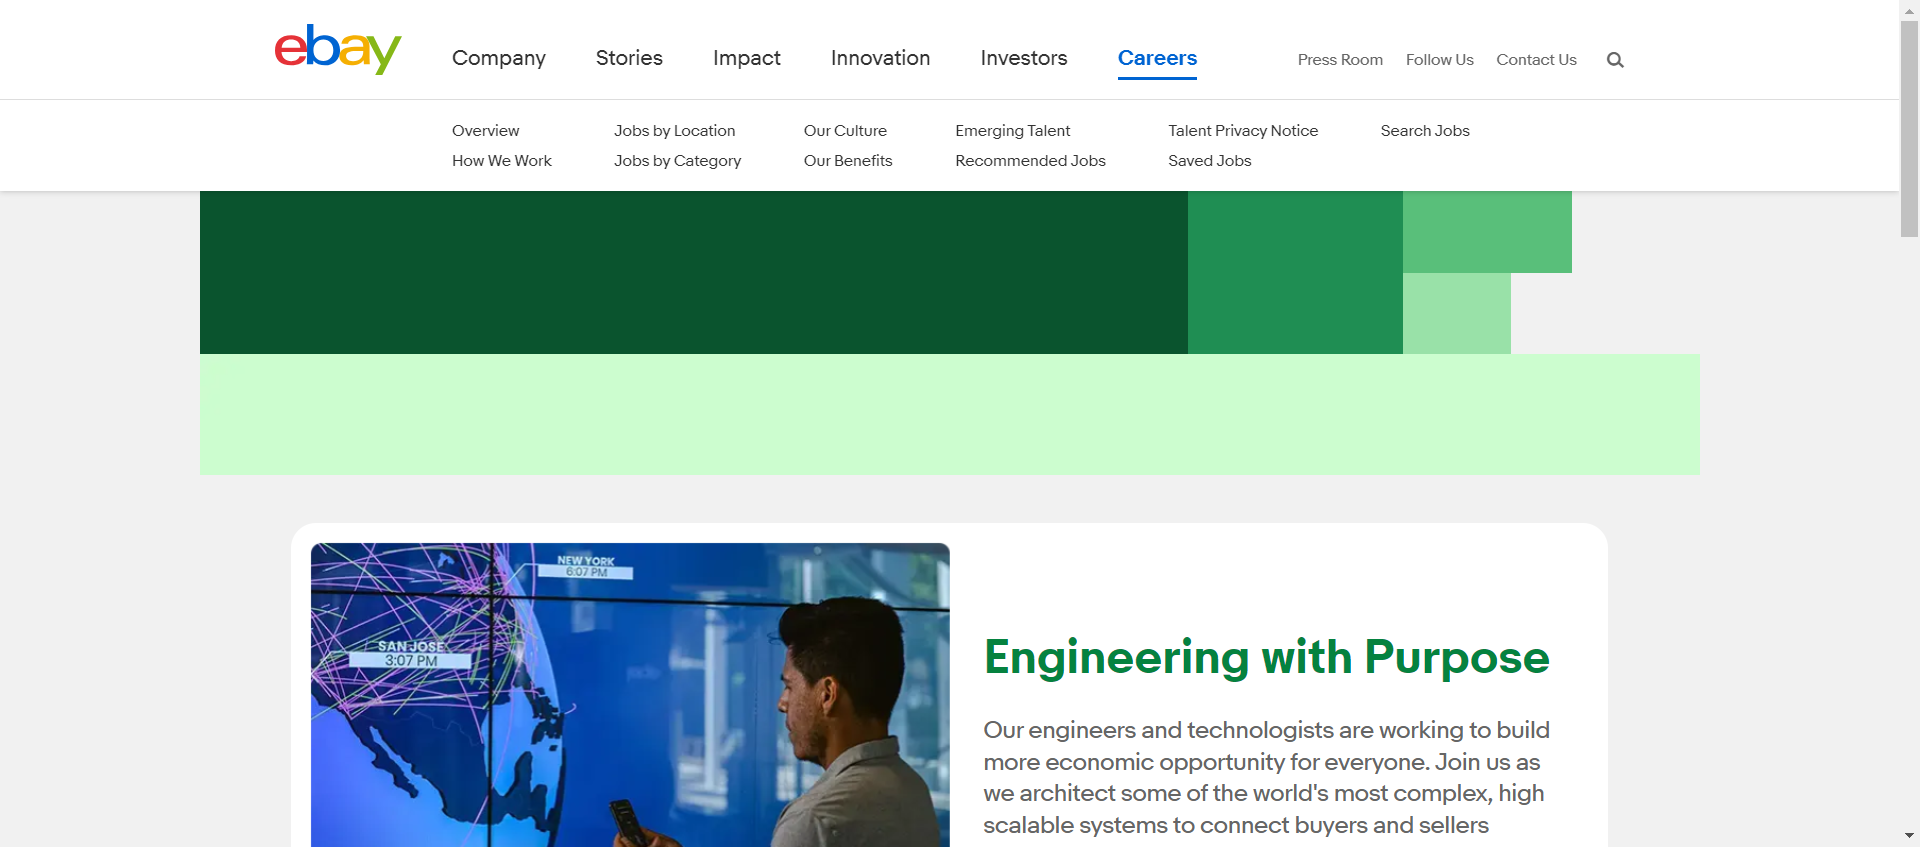 ebay
Company Stories Impact Innovation Investors Careers Press Room Follow Us Contact Us
Overview Jobs by Location Our Culture Emerging Talent Talent Privacy Notice Search Jobs
How We Work Jobs by Category Our Benefits Recommended Jobs Saved Jobs
NEW YORK
6:07 PM
SAN JOSE
3:07 PM
Engineering with Purpose
Our engineers and technologists are working to build
more economic opportunity for everyone. Join us as
we architect some of the world's most complex, high
scalable systems to connect buyers and sellers